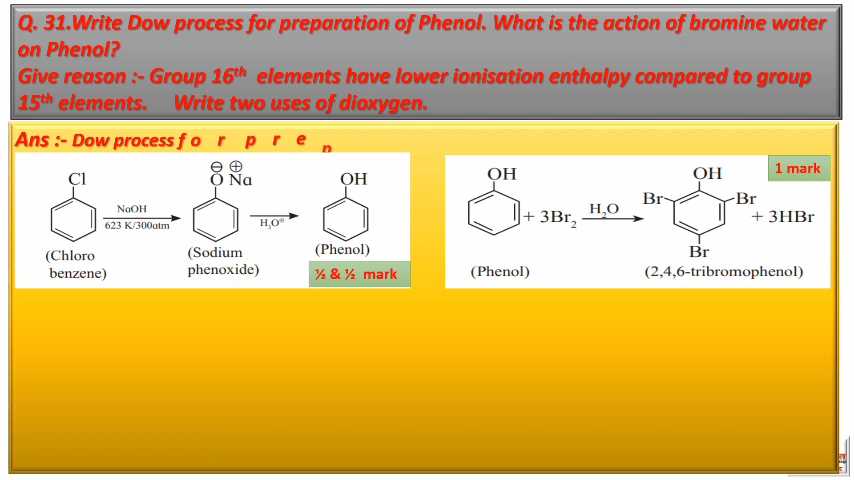 Q. 31.Write Dow process for preparation of Phenol. What is the action of bromine water
on Phenol?
Give reason :- Group 16th elements have lower ionisation enthalpy compared to group
15th elements. Write two uses of dioxygen.
Ans :- Dow process f o r p r e p
Cl
⊖ ⊕
O Na
OH
NaOH
623 K/300atm
H3O⊕
(Chloro
benzene)
(Sodium
phenoxide)
(Phenol)
½ & ½ mark
1 mark
OH
+ 3Br2
H2O
OH
Br
Br
Br
+ 3HBr
(Phenol)
(2,4,6-tribromophenol)